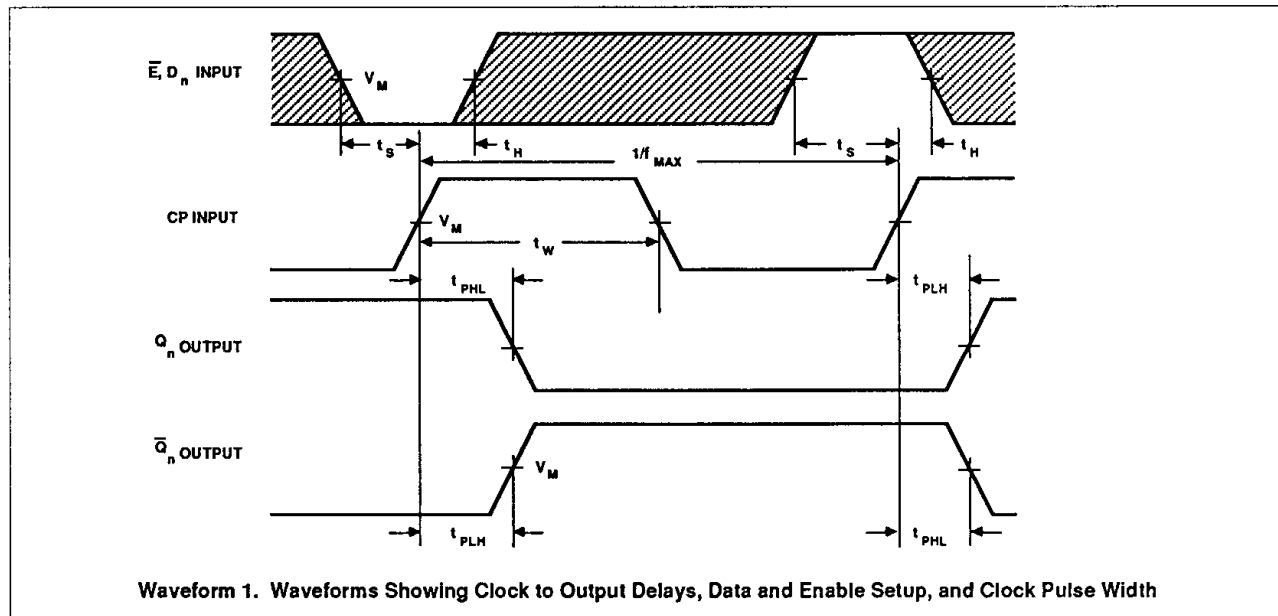 E̅, Dn INPUT
VM
tS
tH
tS
tH
1/fMAX
CP INPUT
VM
tW
tPHL
tPLH
Qn OUTPUT
Q̅n OUTPUT
VM
tPLH
tPHL
Waveform 1. Waveforms Showing Clock to Output Delays, Data and Enable Setup, and Clock Pulse Width